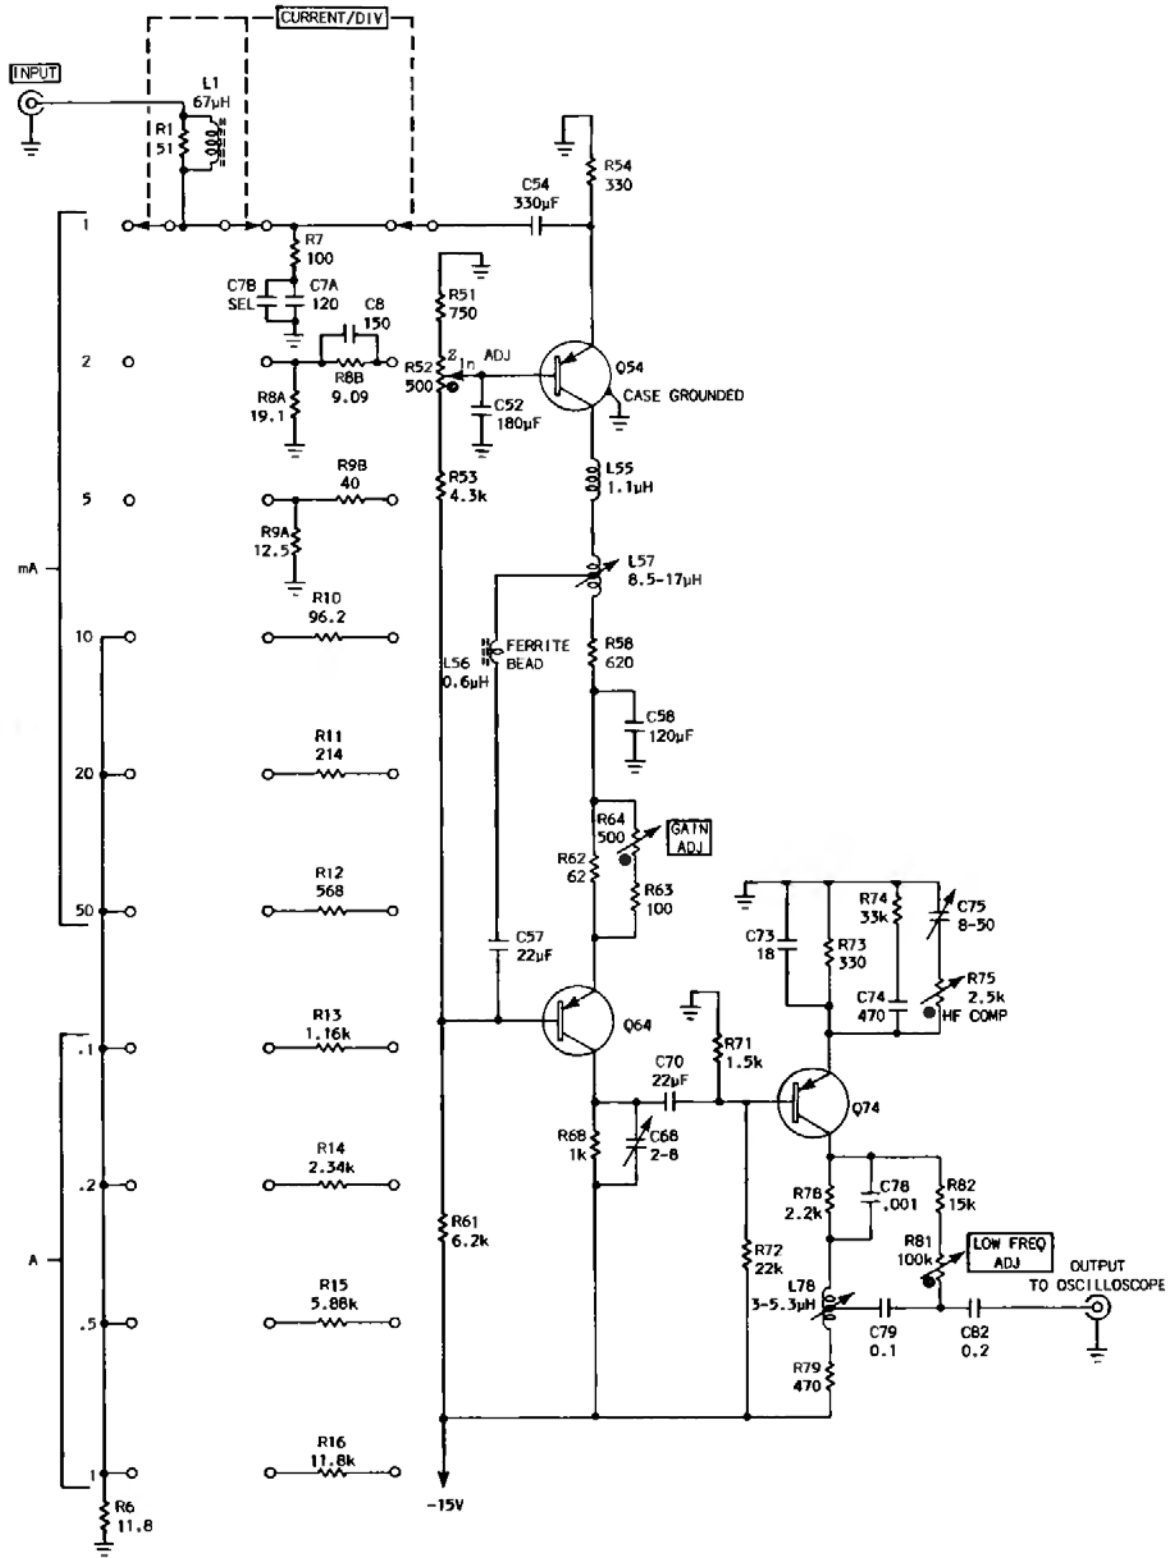 CURRENT/DIV
INPUT
L1
67µH
R1
51
R54
330
C54
330µF
1
R7
100
C7B
SEL
C7A
120
C8
150
R51
750
2
R8B
9.09
R8A
19.1
R52
500
Z in ADJ
C52
180µF
Q54
CASE GROUNDED
R9B
40
R53
4.3k
L55
1.1µH
5
R9A
12.5
mA
L57
8.5-17µH
R10
96.2
10
L56
0.6µH
FERRITE
BEAD
R58
620
C58
120µF
R11
214
20
R64
500
GAIN
ADJ
R62
62
R63
100
R12
568
50
C57
22µF
C73
18
R73
330
R74
33k
C75
8-50
C74
470
R75
2.5k
HF COMP
R13
1.16k
.1
Q64
R71
1.5k
C70
22µF
Q74
R68
1k
C68
2-8
R14
2.34k
.2
R78
2.2k
C78
.001
R82
15k
R61
6.2k
R72
22k
R81
100k
LOW FREQ
ADJ
OUTPUT
TO OSCILLOSCOPE
A
R15
5.88k
.5
L78
3-5.3µH
C79
0.1
C82
0.2
R79
470
R16
11.8k
1
-15V
R6
11.8